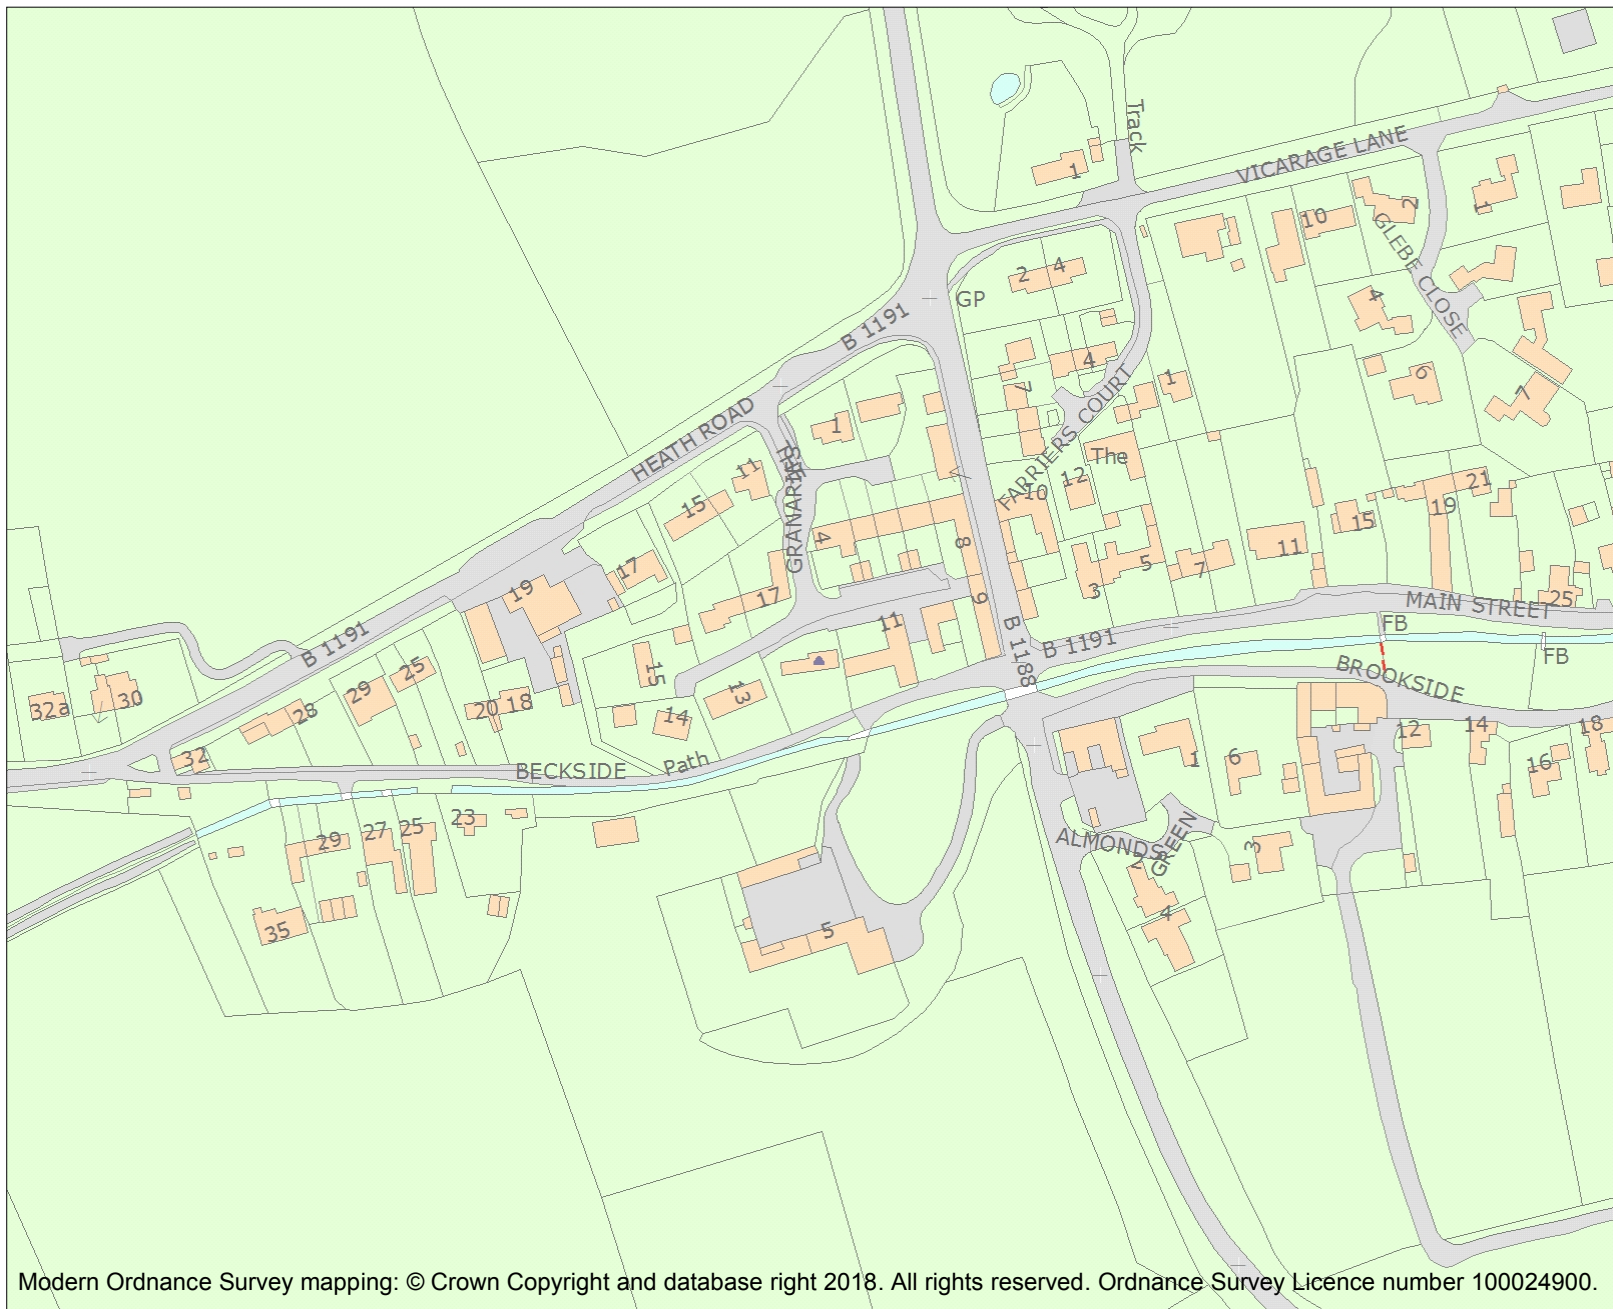 Track
VICARAGE LANE
1
10
2
1
GLEBE CLOSE
2
4
GP
B 1191
4
4
7
1
6
7
FARRIERS COURT
HEATH ROAD
THE GRANARIES
1
11
15
The
12
10
21
19
15
11
4
8
17
19
17
3
5
7
9
11
25
MAIN STREET
FB
B 1191
B 1188
B 1191
FB
BROOKSIDE
25
29
15
13
14
30
32a
28
20
18
12
14
18
16
32
BECKSIDE
Path
1
6
29
27
25
23
ALMONDS GREEN
2
3
4
35
5
Modern Ordnance Survey mapping: © Crown Copyright and database right 2018. All rights reserved. Ordnance Survey Licence number 100024900.